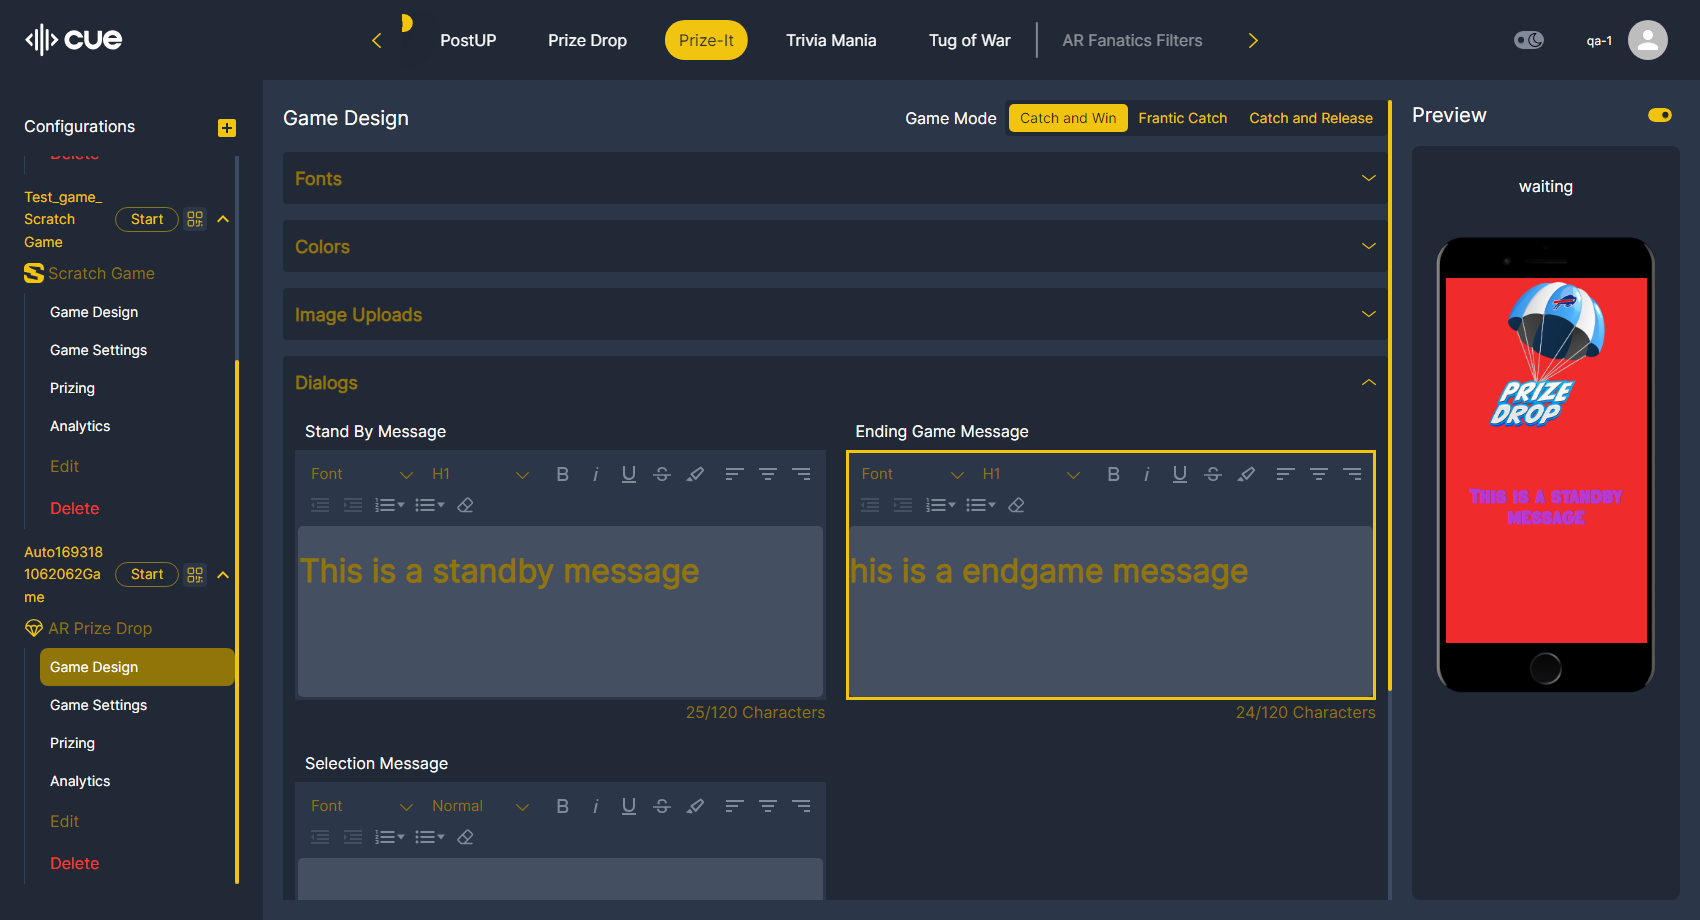 cue
PostUP
Prize Drop
Prize-It
Trivia Mania
Tug of War
AR Fanatics Filters
qa-1
Configurations
Delete
Test_game_
Scratch
Game
Start
Scratch Game
Game Design
Game Settings
Prizing
Analytics
Edit
Delete
Auto169318
1062062Ga
me
Start
AR Prize Drop
Game Design
Game Settings
Prizing
Analytics
Edit
Delete
Game Design
Game Mode
Catch and Win
Frantic Catch
Catch and Release
Fonts
Colors
Image Uploads
Dialogs
Stand By Message
Font
H1
This is a standby message
25/120 Characters
Ending Game Message
Font
H1
his is a endgame message
24/120 Characters
Selection Message
Font
Normal
Preview
waiting
PRIZE
DROP
THIS IS A STANDBY
MESSAGE